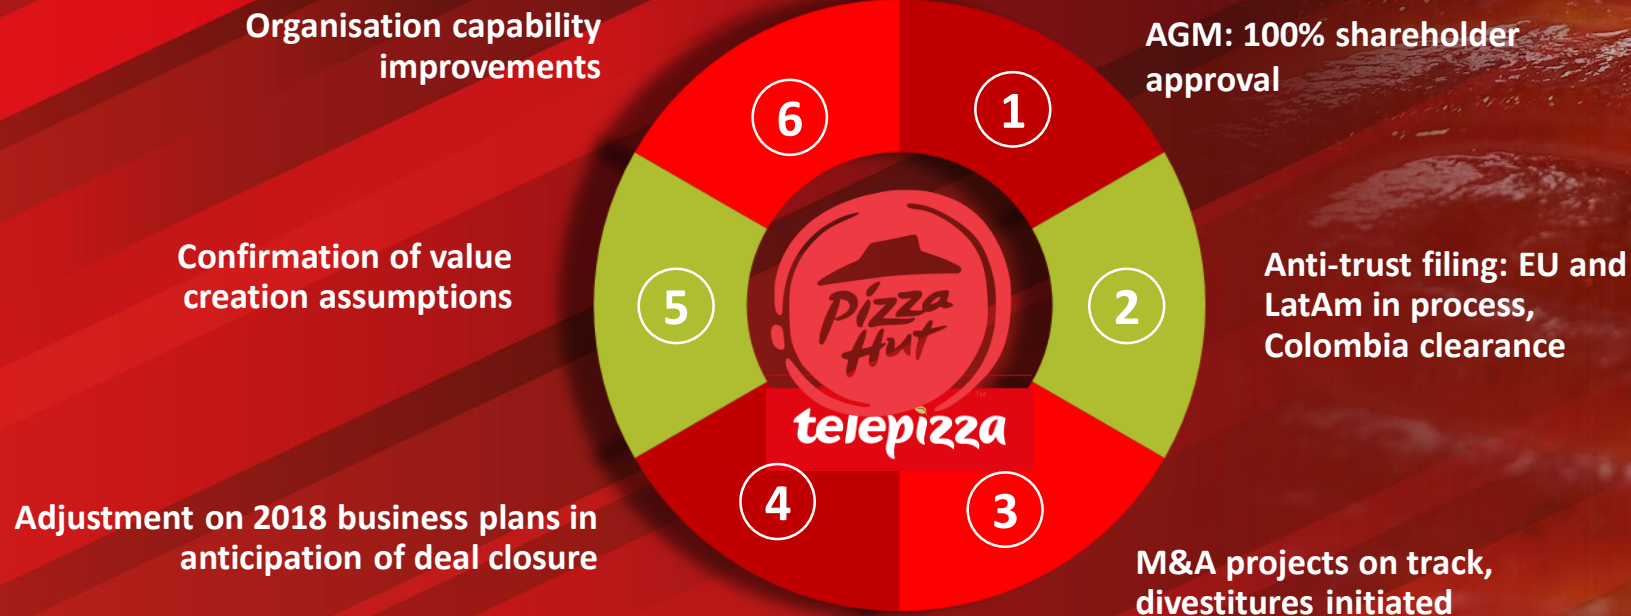 AGM: 100% shareholder
approval
1
Anti-trust filing: EU and
LatAm in process,
Colombia clearance
2
M&A projects on track,
divestitures initiated
3
Adjustment on 2018 business plans in
anticipation of deal closure
4
Confirmation of value
creation assumptions
5
Organisation capability
improvements
6
Pizza
Hut
telepizza
TM